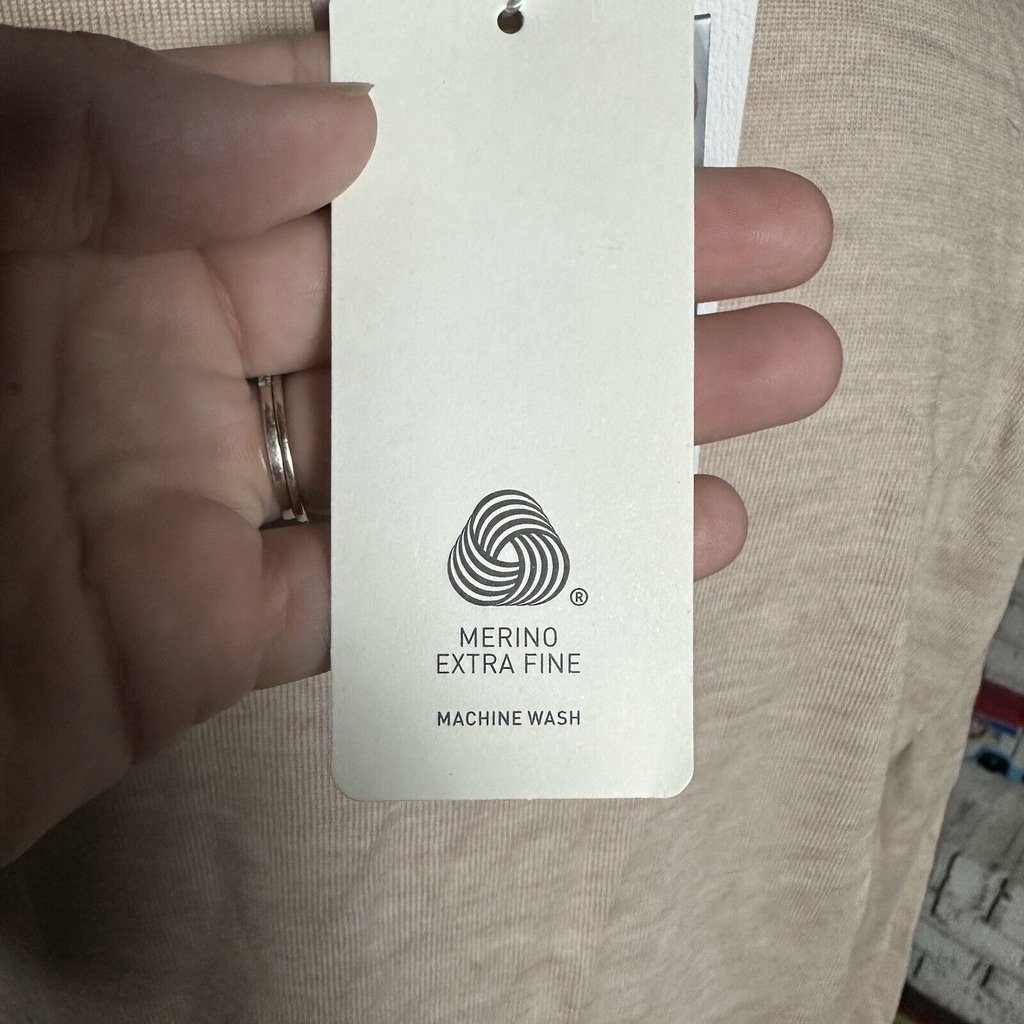 ®
MERINO
EXTRA FINE
MACHINE WASH